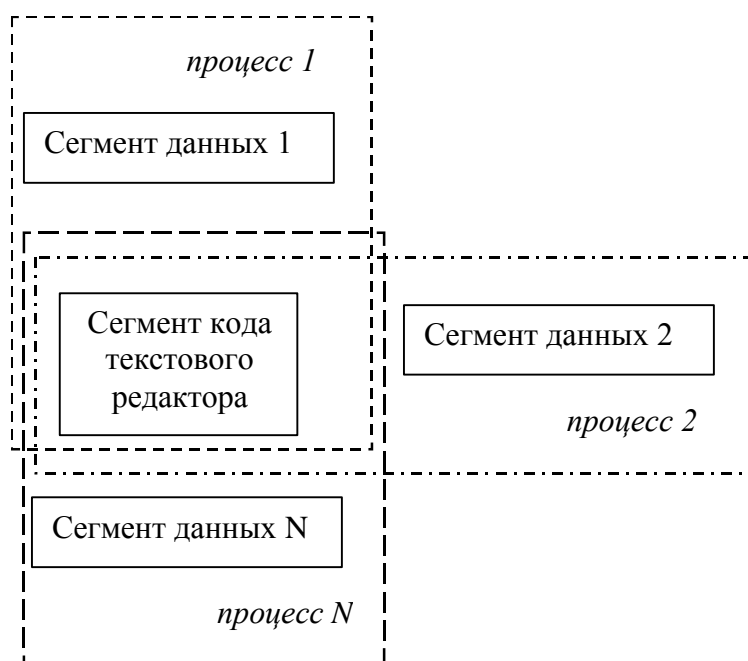 процесс 1
Сегмент данных 1
Сегмент кода
текстового
редактора
Сегмент данных 2
процесс 2
Сегмент данных N
процесс N